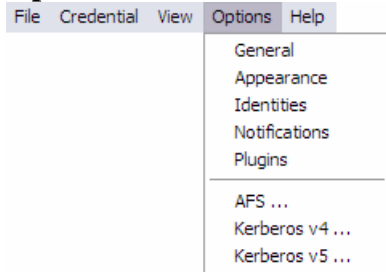 File Credential View Options Help
General
Appearance
Identities
Notifications
Plugins
AFS ...
Kerberos v4 ...
Kerberos v5 ...